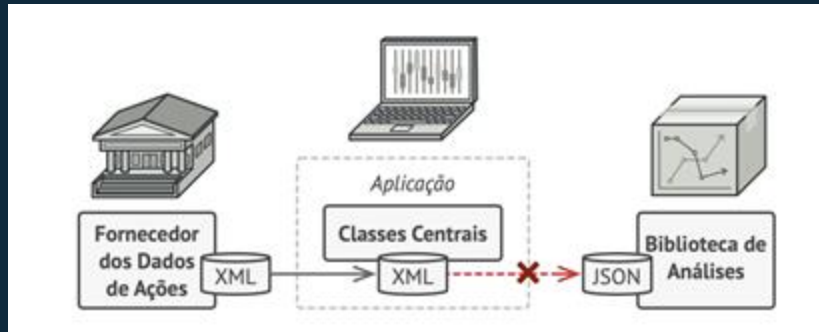 Aplicação
Fornecedor
dos Dados
de Ações
XML
Classes Centrais
XML
JSON
Biblioteca de
Análises